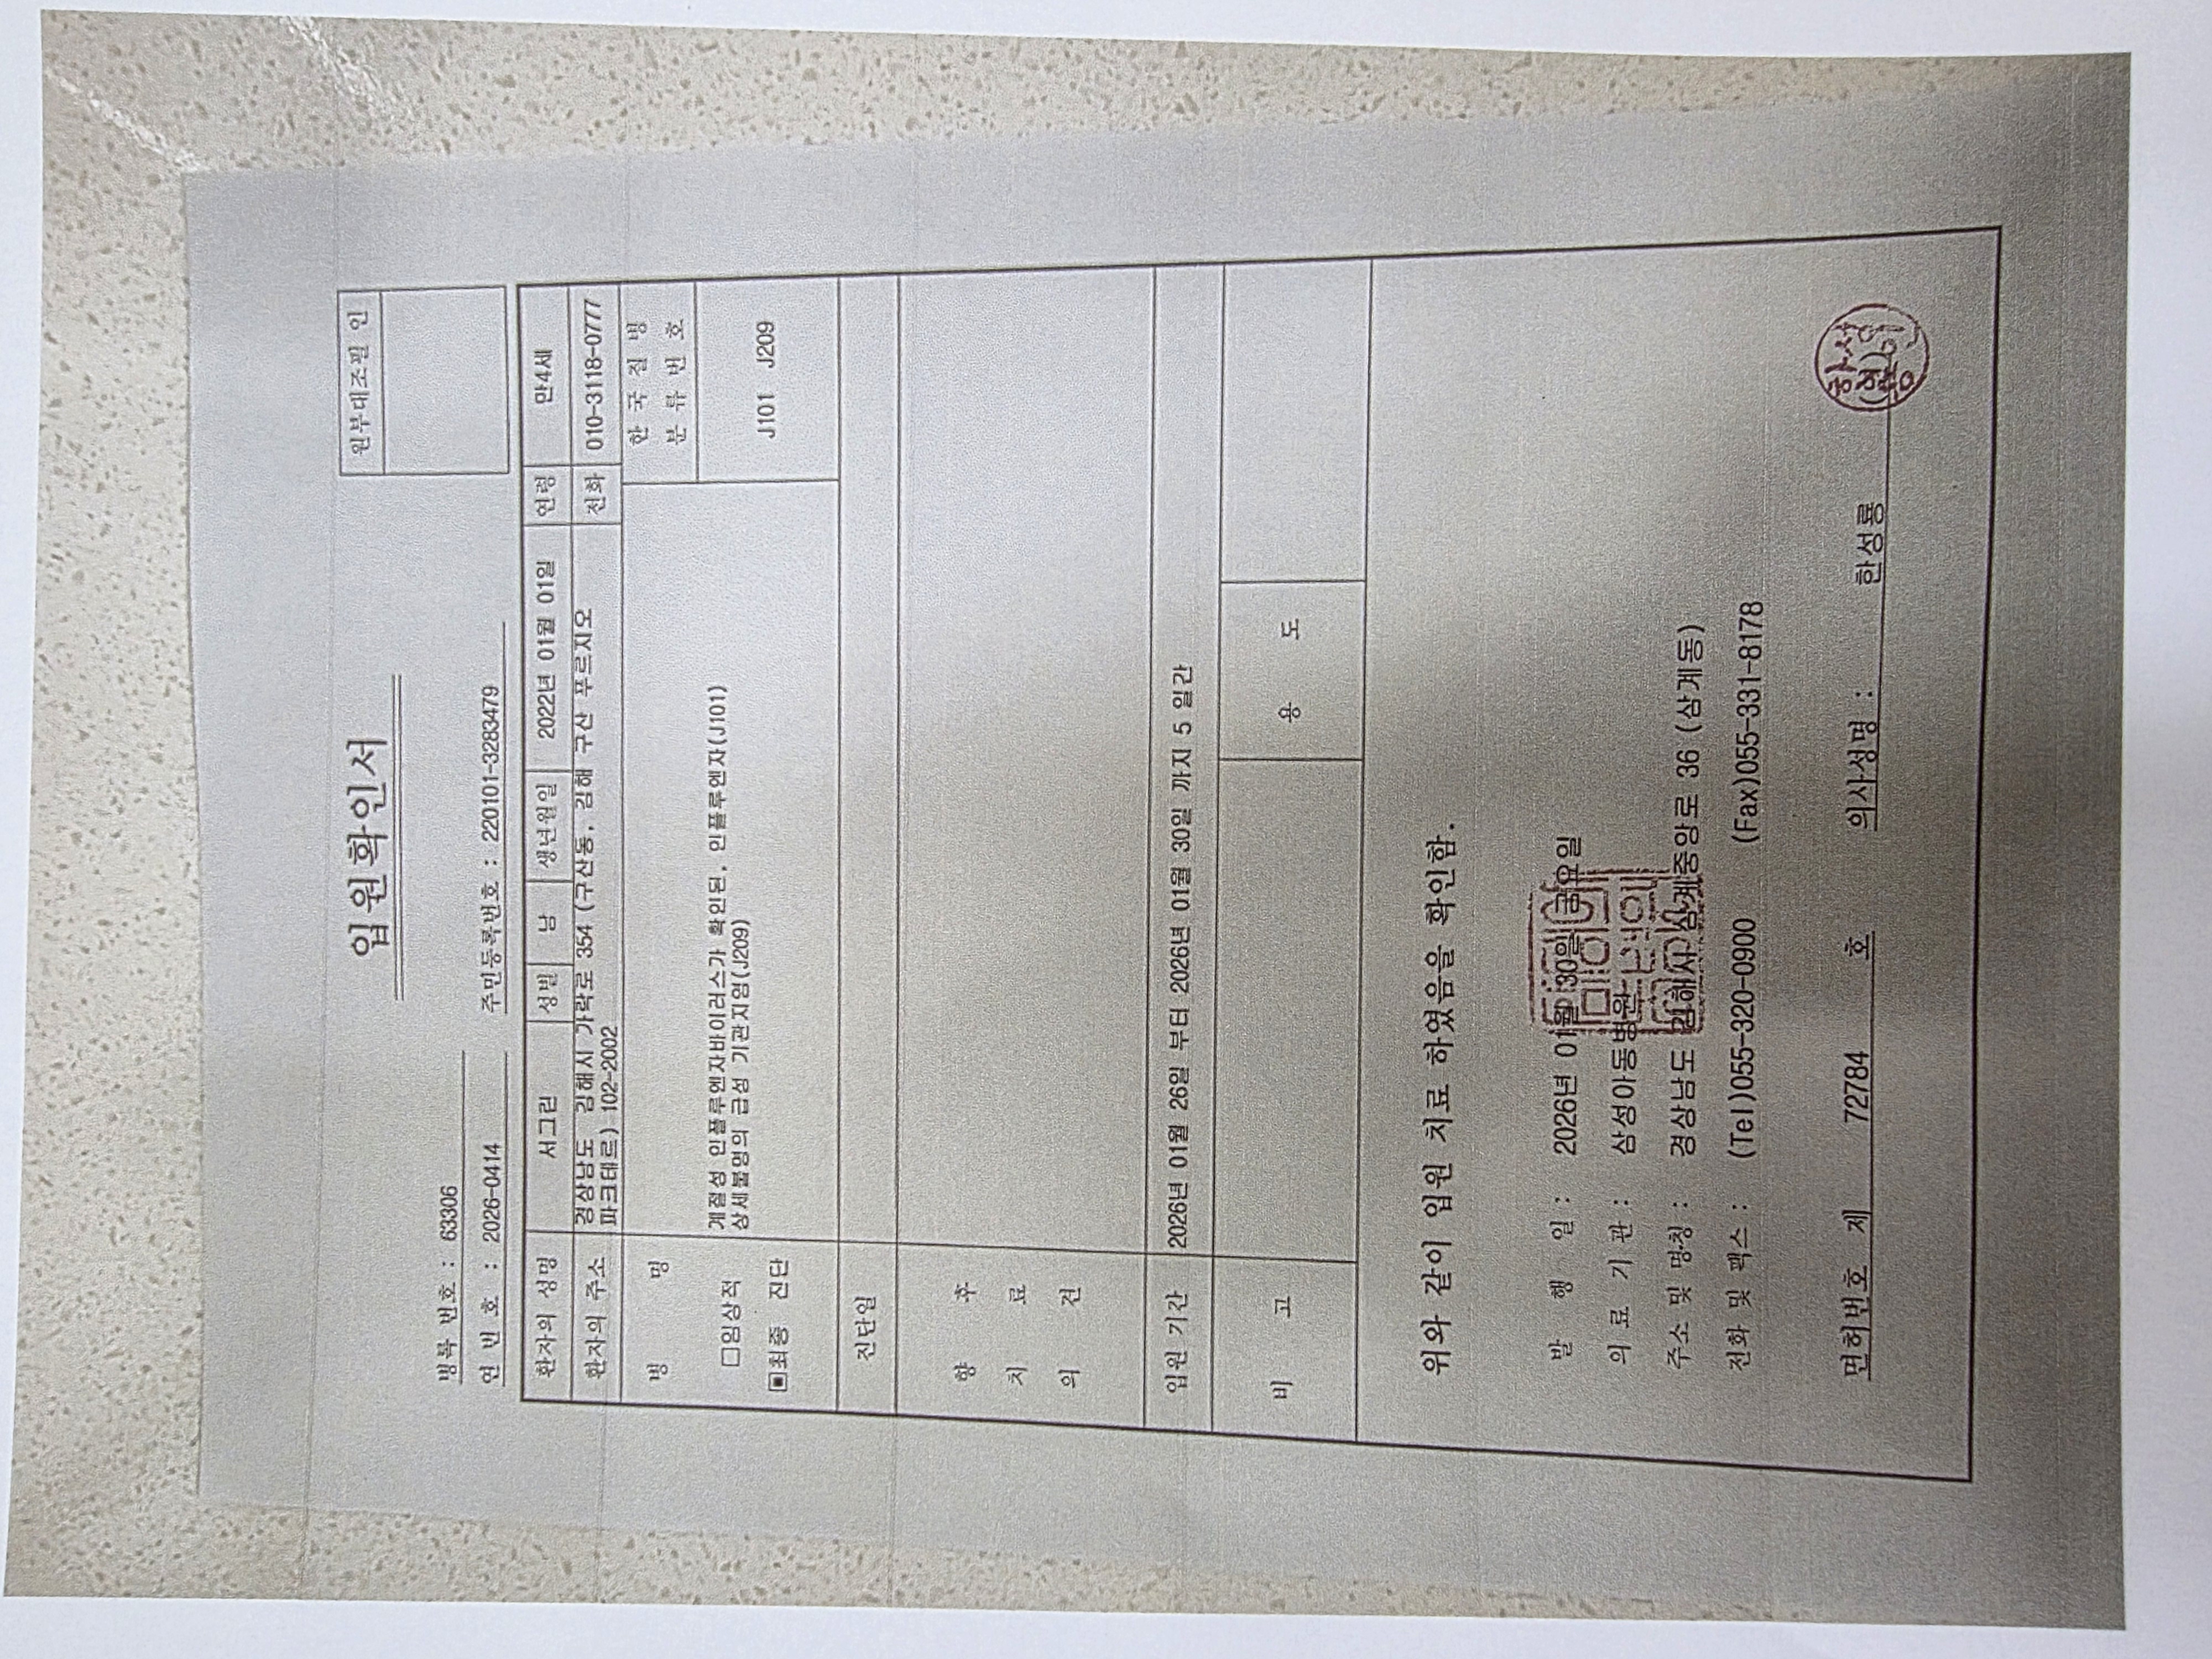 입원확인서
원부대조필 인
병록 번호 : 63306
연 번 호 : 2026-0414 주민등록번호 : 220101-3283479
환자의 성명 서그린 성별 남 생년월일 2022년 01월 01일 연령 만4세
환자의 주소 경상남도 김해시 가락로 354 (구산동, 김해 구산 푸르지오 전화 010-3118-0777
파크테르) 102-2002
병 명 한 국 질 병
분 류 번 호
□임상적 계절성 인플루엔자바이러스가 확인된, 인플루엔자(J101)
상세불명의 급성 기관지염(J209) J101 J209
▣최종 진단
진단일
향 후
치 료
의 견
입원 기간 2026년 01월 26일 부터 2026년 01월 30일 까지 5 일간
비 고 용 도
위와 같이 입원 치료 하였음을 확인함.
발 행 일 : 2026년 01월 30일 금요일
의 료 기 관 : 삼성아동병원
주소 및 명칭 : 경상남도 김해시 삼계중앙로 36 (삼계동)
전화 및 팩스 : (Tel)055-320-0900 (Fax)055-331-8178
면허번호 제 72784 호 의사성명 : 한성룡